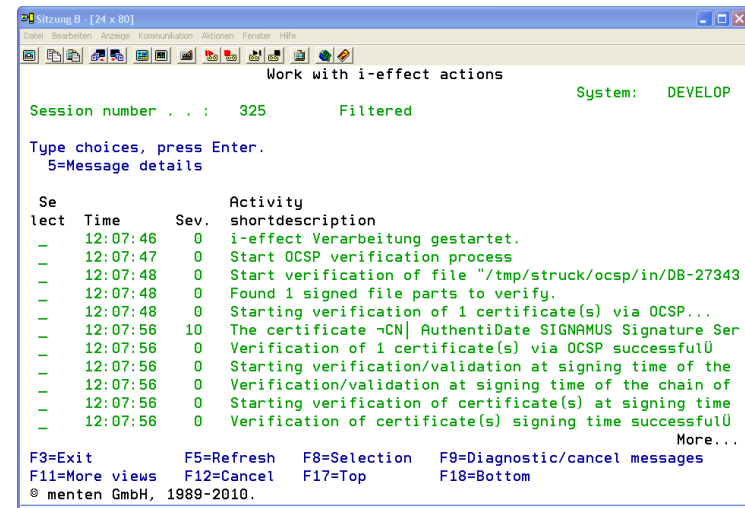 Sitzung B - [24 x 80]
Datei Bearbeiten Anzeige Kommunikation Aktionen Fenster Hilfe
Work with i-effect actions
System: DEVELOP
Session number . . : 325 Filtered
Type choices, press Enter.
5=Message details
Se Activity
lect Time Sev. shortdescription
_ 12:07:46 0 i-effect Verarbeitung gestartet.
_ 12:07:47 0 Start OCSP verification process
_ 12:07:48 0 Start verification of file "/tmp/struck/ocsp/in/DB-27343
_ 12:07:48 0 Found 1 signed file parts to verify.
_ 12:07:48 0 Starting verification of 1 certificate(s) via OCSP...
_ 12:07:56 10 The certificate ¬CN| AuthentiDate SIGNAMUS Signature Ser
_ 12:07:56 0 Verification of 1 certificate(s) via OCSP successfulÜ
_ 12:07:56 0 Starting verification/validation at signing time of the
_ 12:07:56 0 Verification/validation at signing time of the chain of
_ 12:07:56 0 Starting verification of certificate(s) at signing time
_ 12:07:56 0 Verification of certificate(s) signing time successfulÜ
More...
F3=Exit F5=Refresh F8=Selection F9=Diagnostic/cancel messages
F11=More views F12=Cancel F17=Top F18=Bottom
© menten GmbH, 1989-2010.